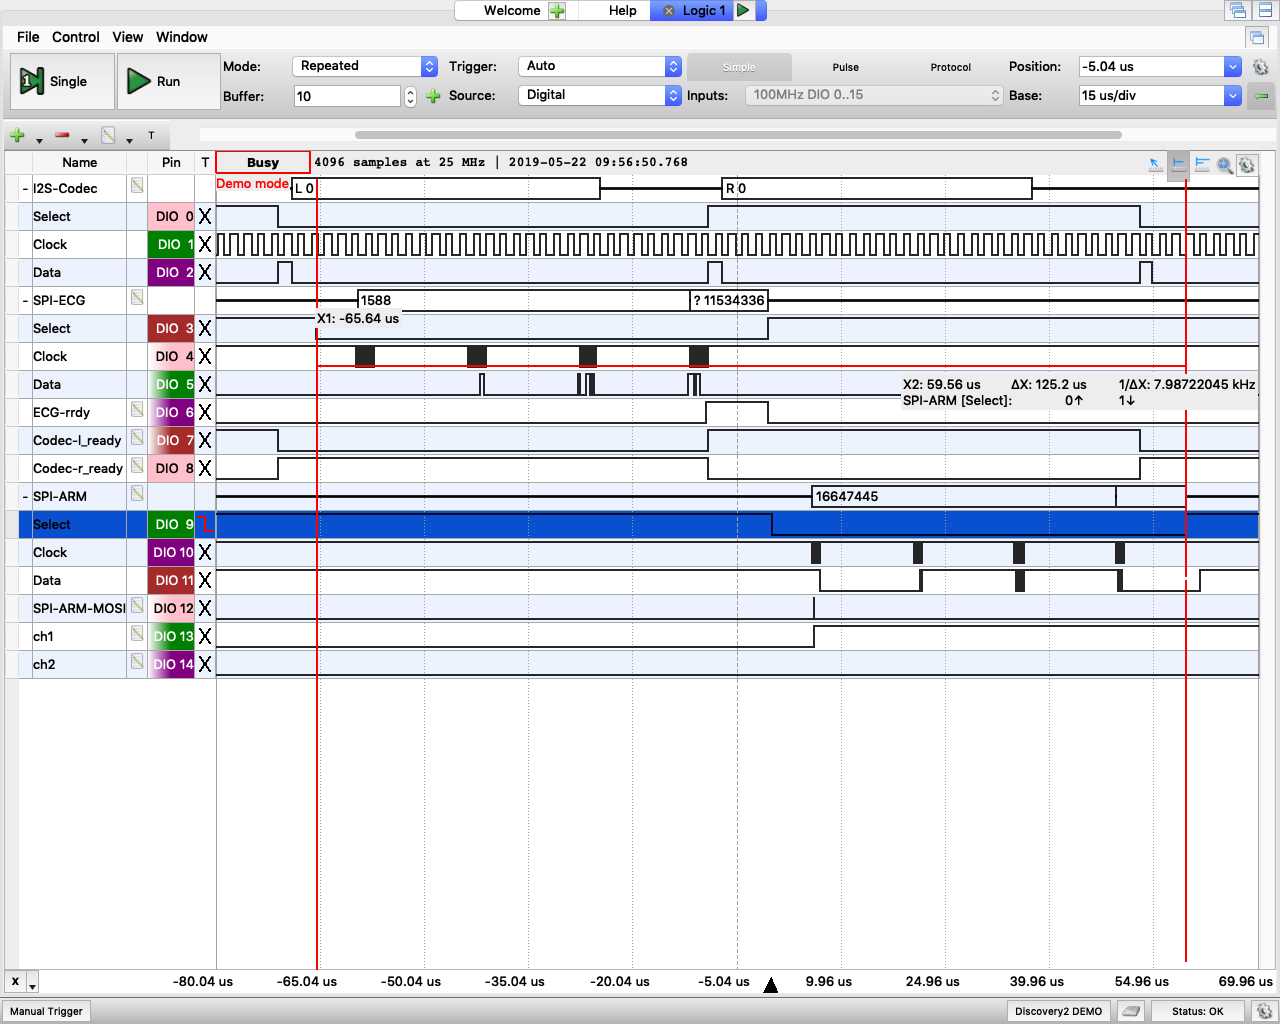 Welcome Help Logic 1
File Control View Window
Single Run Mode: Repeated Trigger: Auto Simple Pulse Protocol Position: -5.04 us
Buffer: 10 Source: Digital Inputs: 100MHz DIO 0..15 Base: 15 us/div
T
Name Pin T Busy 4096 samples at 25 MHz | 2019-05-22 09:56:50.768
- I2S-Codec Demo mode L 0 R 0
Select DIO 0 X
Clock DIO 1 X
Data DIO 2 X
- SPI-ECG 1588 ? 11534336
X1: -65.64 us
Select DIO 3 X
Clock DIO 4 X
Data DIO 5 X X2: 59.56 us ΔX: 125.2 us 1/ΔX: 7.98722045 kHz
SPI-ARM [Select]: 0↑ 1↓
ECG-rrdy DIO 6 X
Codec-l_ready DIO 7 X
Codec-r_ready DIO 8 X
- SPI-ARM 16647445
Select DIO 9
Clock DIO 10 X
Data DIO 11 X
SPI-ARM-MOSI DIO 12 X
ch1 DIO 13 X
ch2 DIO 14 X
X -80.04 us -65.04 us -50.04 us -35.04 us -20.04 us -5.04 us 9.96 us 24.96 us 39.96 us 54.96 us 69.96 us
Manual Trigger Discovery2 DEMO Status: OK